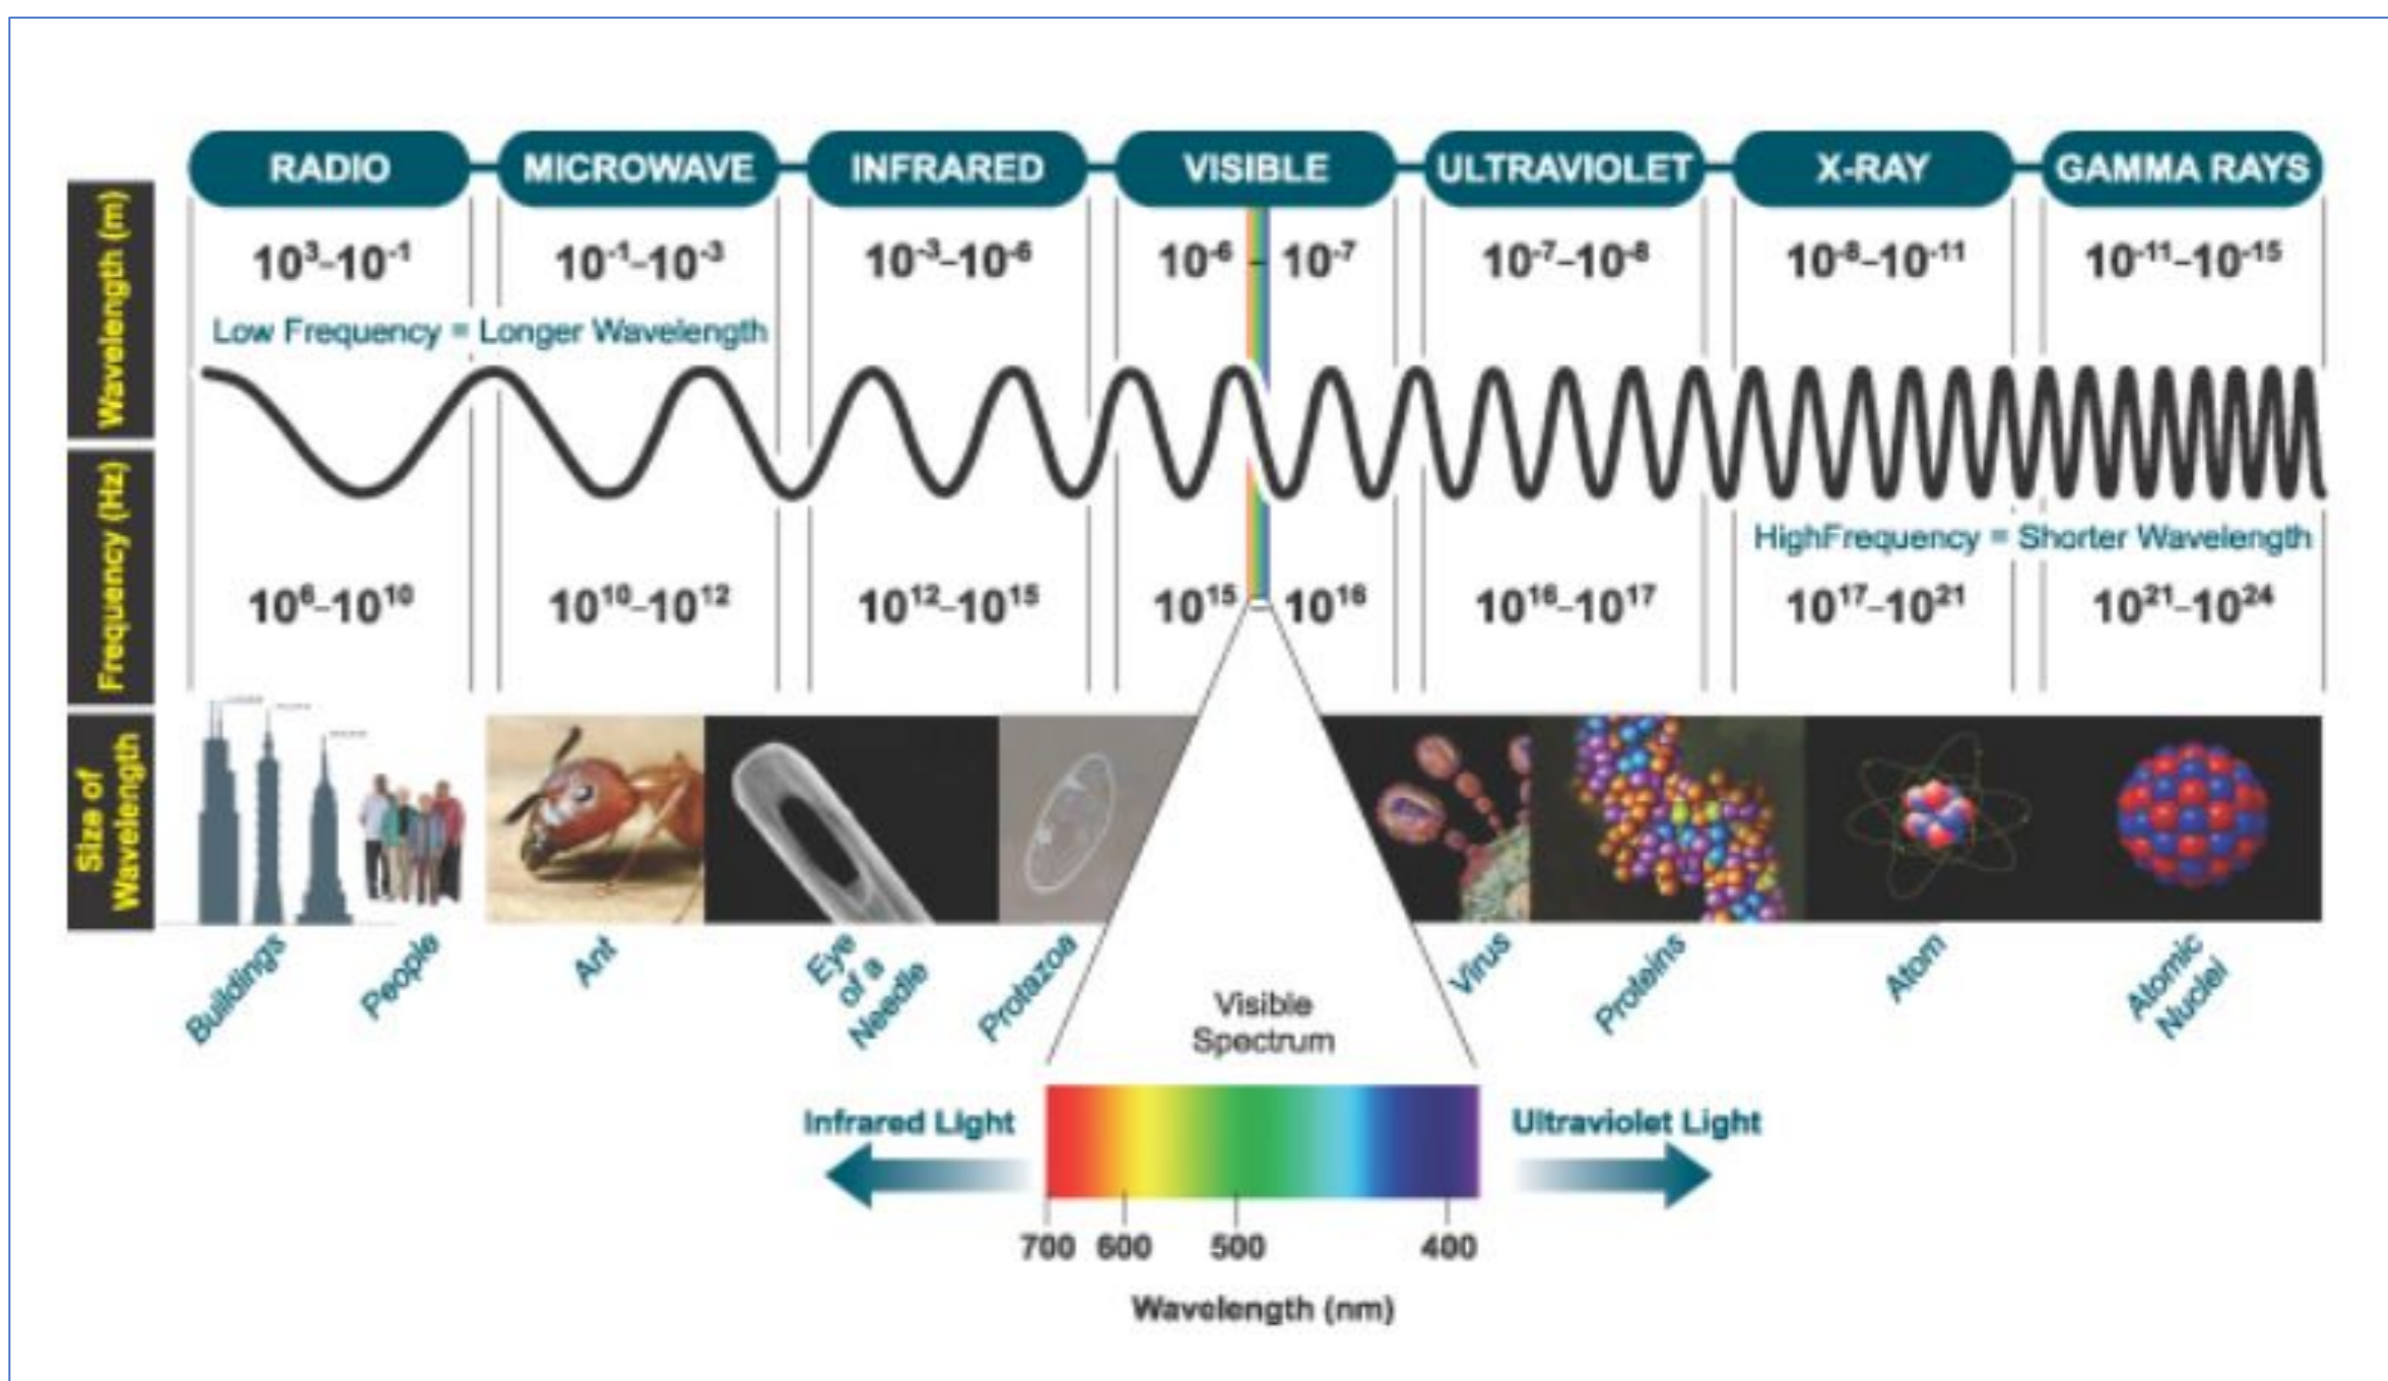 RADIO MICROWAVE INFRARED VISIBLE ULTRAVIOLET X-RAY GAMMA RAYS
Wavelength (m)
10³–10⁻¹ 10⁻¹–10⁻³ 10⁻³–10⁻⁶ 10⁻⁶ – 10⁻⁷ 10⁻⁷–10⁻⁸ 10⁻⁸–10⁻¹¹ 10⁻¹¹–10⁻¹⁵
Low Frequency = Longer Wavelength
HighFrequency = Shorter Wavelength
Frequency (Hz)
10⁶–10¹⁰ 10¹⁰–10¹² 10¹²–10¹⁵ 10¹⁵ – 10¹⁶ 10¹⁶–10¹⁷ 10¹⁷–10²¹ 10²¹–10²⁴
Size of
Wavelength
Buildings
People
Ant
Eye
of a
Needle
Protazoa
Virus
Proteins
Atom
Atomic
Nuclei
Visible
Spectrum
Infrared Light
Ultraviolet Light
700 600 500 400
Wavelength (nm)